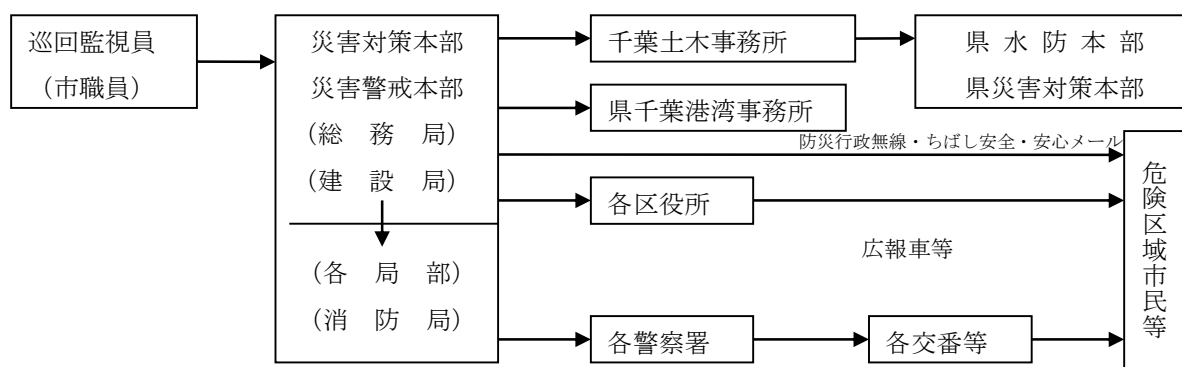 巡回監視員
（市職員）
災害対策本部
災害警戒本部
（総　務　局）
（建　設　局）
（各　局　部）
（消　防　局）
千葉土木事務所
県 水 防 本 部
県災害対策本部
県千葉港湾事務所
防災行政無線・ちばし安全・安心メール
各区役所
広報車等
各警察署
各交番等
危険区域市民等